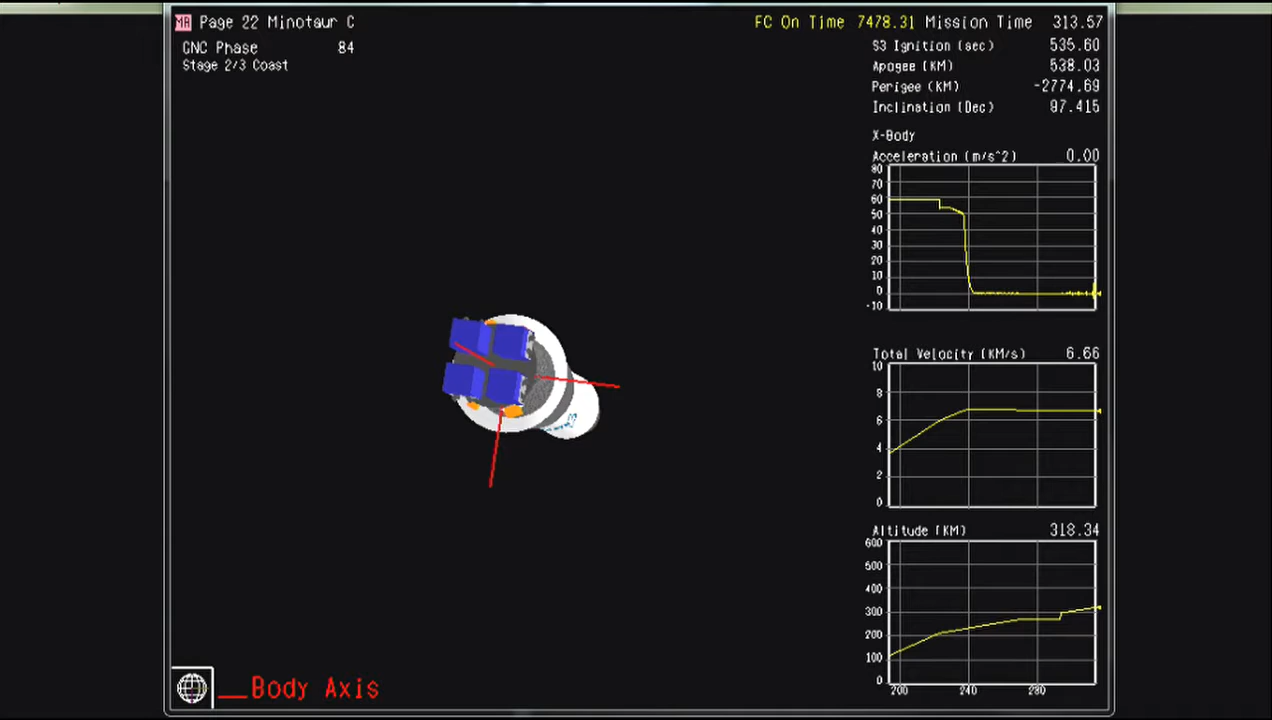 MA Page 22 Minotaur C
FC On Time 7478.31 Mission Time 313.57
GNC Phase 84
Stage 2/3 Coast
S3 Ignition (sec) 535.60
Apogee (KM) 538.03
Perigee (KM) -2774.69
Inclination (Dec) 97.415
X-Body
Acceleration (m/s^2) 0.00
80
70
60
50
40
30
20
10
0
-10
Total Velocity (KM/s) 6.66
10
8
6
4
2
0
Altitude (KM) 318.34
600
500
400
300
200
100
0
200 240 280
Body Axis